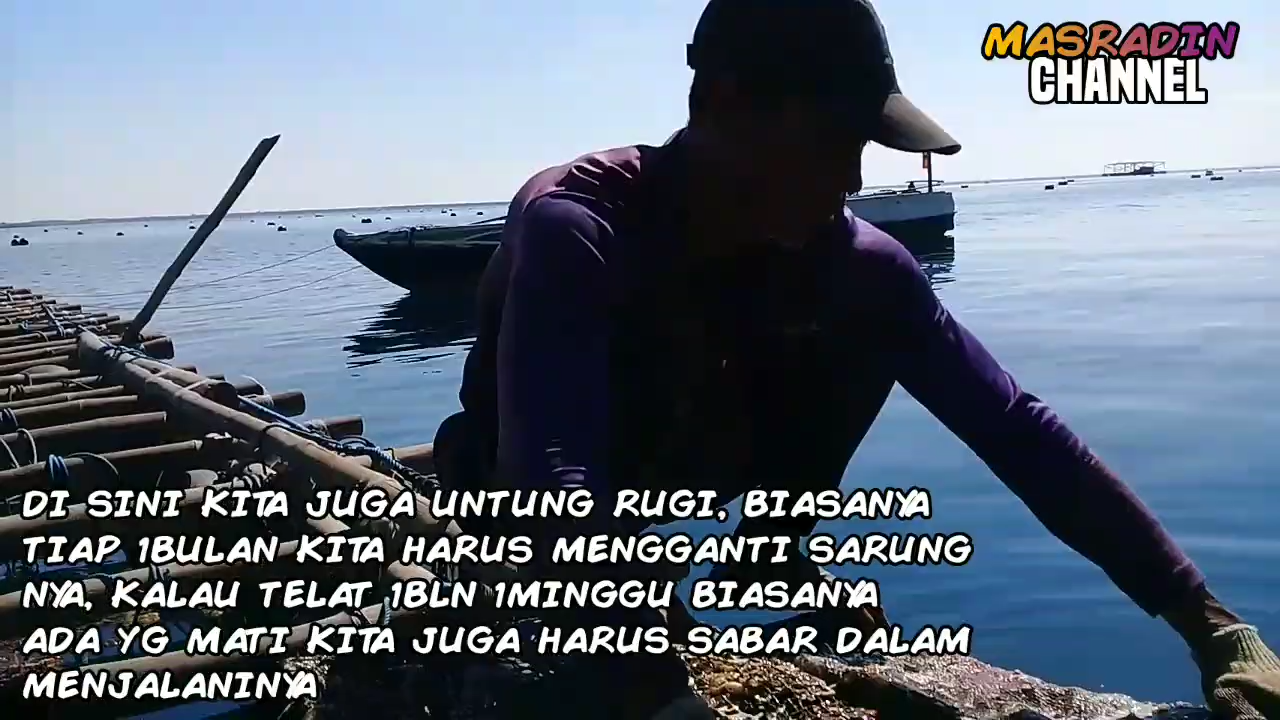 MASRADIN
CHANNEL
DI SINI KITA JUGA UNTUNG RUGI, BIASANYA
TIAP 1BULAN KITA HARUS MENGGANTI SARUNG
NYA, KALAU TELAT 1BLN 1MINGGU BIASANYA
ADA YG MATI KITA JUGA HARUS SABAR DALAM
MENJALANINYA